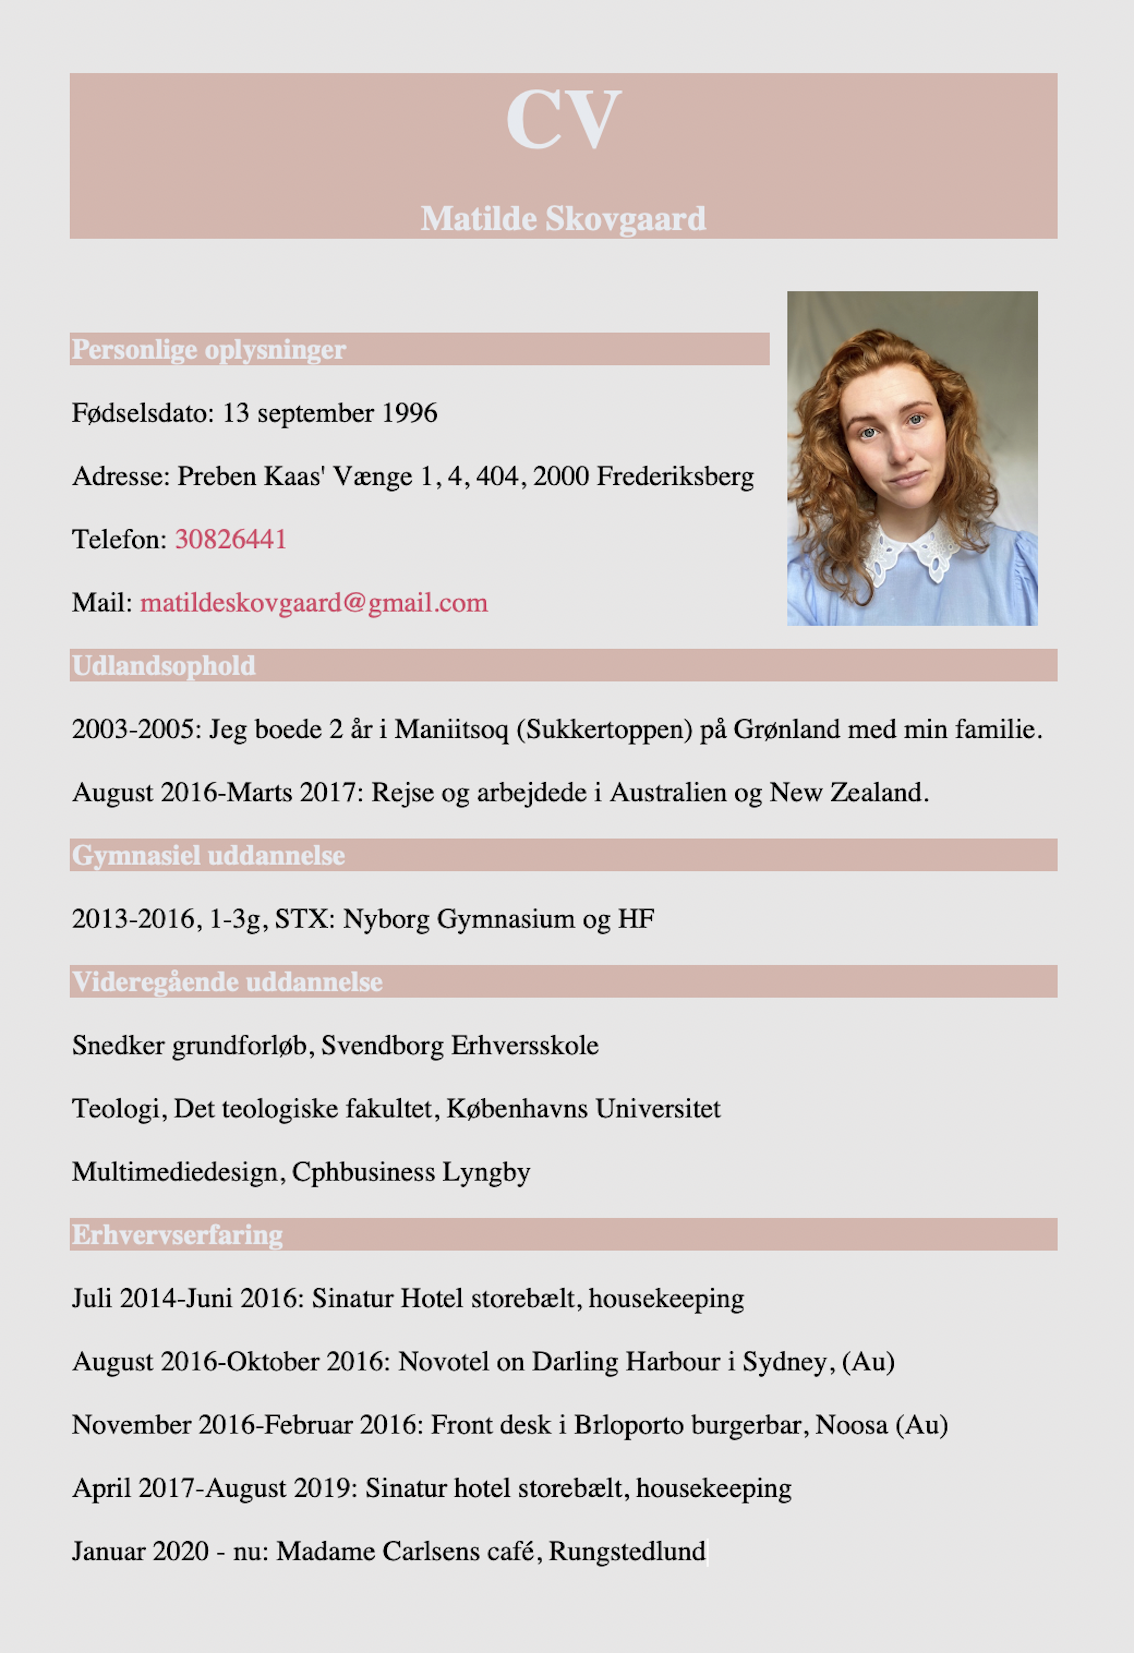 CV
Matilde Skovgaard
Personlige oplysninger
Fødselsdato: 13 september 1996
Adresse: Preben Kaas' Vænge 1, 4, 404, 2000 Frederiksberg
Telefon: 30826441
Mail: matildeskovgaard@gmail.com
Udlandsophold
2003-2005: Jeg boede 2 år i Maniitsoq (Sukkertoppen) på Grønland med min familie.
August 2016-Marts 2017: Rejse og arbejdede i Australien og New Zealand.
Gymnasiel uddannelse
2013-2016, 1-3g, STX: Nyborg Gymnasium og HF
Videregående uddannelse
Snedker grundforløb, Svendborg Erhversskole
Teologi, Det teologiske fakultet, Københavns Universitet
Multimediedesign, Cphbusiness Lyngby
Erhvervserfaring
Juli 2014-Juni 2016: Sinatur Hotel storebælt, housekeeping
August 2016-Oktober 2016: Novotel on Darling Harbour i Sydney, (Au)
November 2016-Februar 2016: Front desk i Brloporto burgerbar, Noosa (Au)
April 2017-August 2019: Sinatur hotel storebælt, housekeeping
Januar 2020 - nu: Madame Carlsens café, Rungstedlund